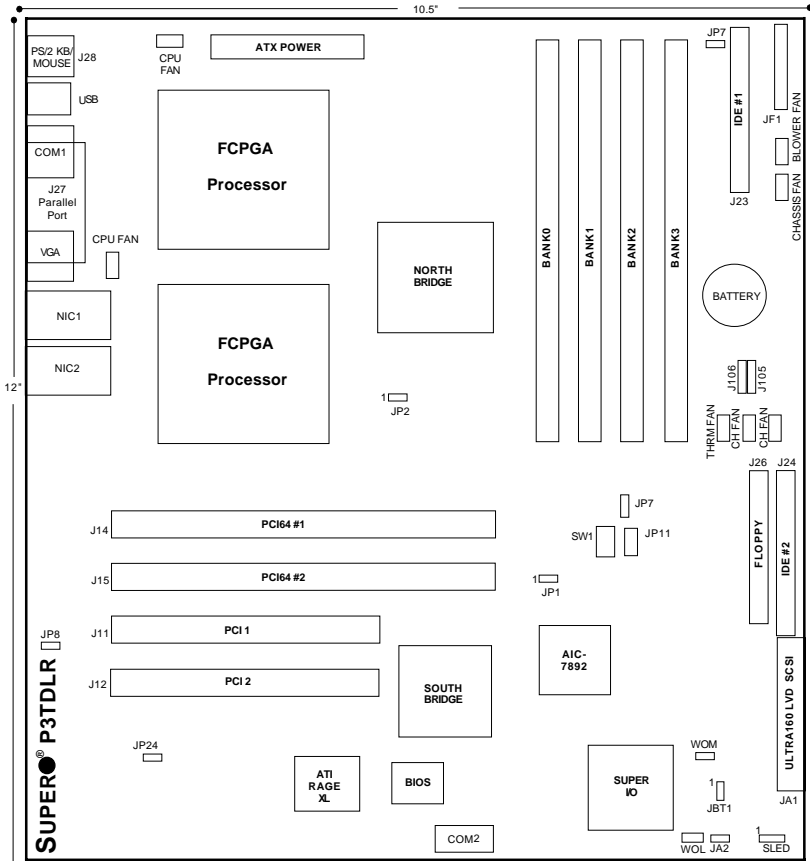 10.5"
12"
PS/2 KB/
MOUSE
J28
CPU
FAN
ATX POWER
JP7
IDE #1
J23
JF1
BLOWER FAN
CHASSIS FAN
USB
COM1
J27
Parallel
Port
VGA
CPU FAN
FCPGA
Processor
NORTH
BRIDGE
BANK0
BANK1
BANK2
BANK3
BATTERY
NIC1
NIC2
FCPGA
Processor
1
JP2
J106
J105
THRM FAN
CH FAN
CH FAN
J26
J24
FLOPPY
IDE #2
J14
PCI64 #1
JP7
SW1
JP11
J15
PCI64 #2
1
JP1
J11
PCI 1
JP8
J12
PCI 2
SOUTH
BRIDGE
AIC-
7892
ULTRA160 LVD SCSI
JA1
SUPER® P3TDLR
JP24
ATI
RAGE
XL
BIOS
SUPER
I/O
WOM
1
JBT1
COM2
WOL
JA2
1
SLED